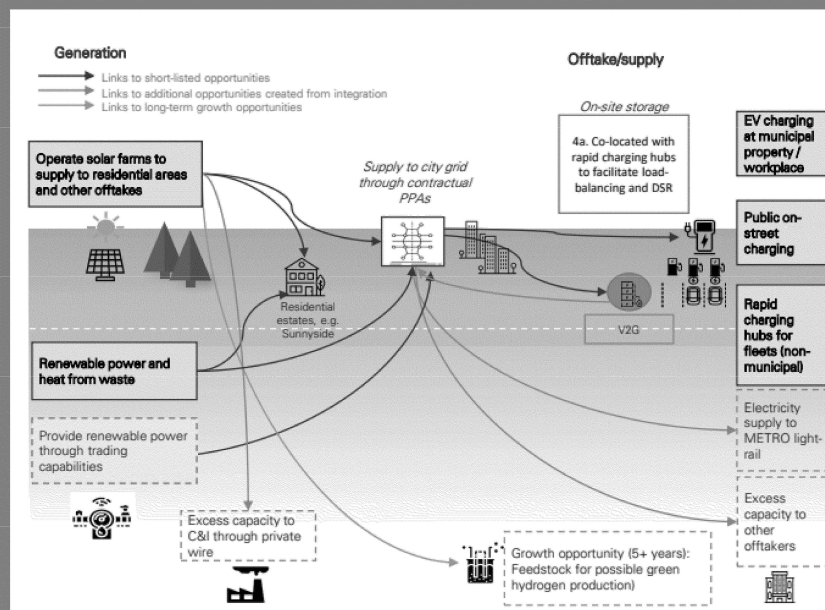 Generation
Links to short-listed opportunities
Links to additional opportunities created from integration
Links to long-term growth opportunities
Offtake/supply
On-site storage
4a. Co-located with
rapid charging hubs
to facilitate load-
balancing and DSR
EV charging
at municipal
property /
workplace
Operate solar farms to
supply to residential areas
and other offtakes
Supply to city grid
through contractual
PPAs
Public on-
street
charging
Residential
estates, e.g.
Sunnyside
V2G
Rapid
charging
hubs for
fleets (non-
municipal)
Renewable power and
heat from waste
Provide renewable power
through trading
capabilities
Electricity
supply to
METRO light-
rail
Excess capacity to
C&I through private
wire
Excess
capacity to
other
offtakers
Growth opportunity (5+ years):
Feedstock for possible green
hydrogen production)